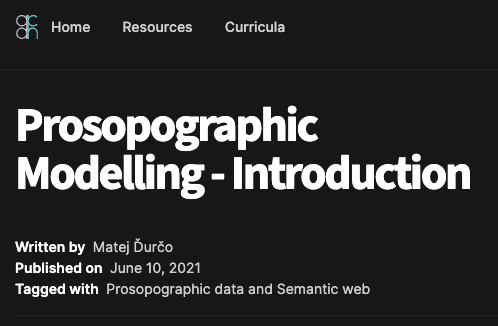 Home Resources Curricula
Prosopographic
Modelling - Introduction
Written by Matej Ďurčo
Published on June 10, 2021
Tagged with Prosopographic data and Semantic web